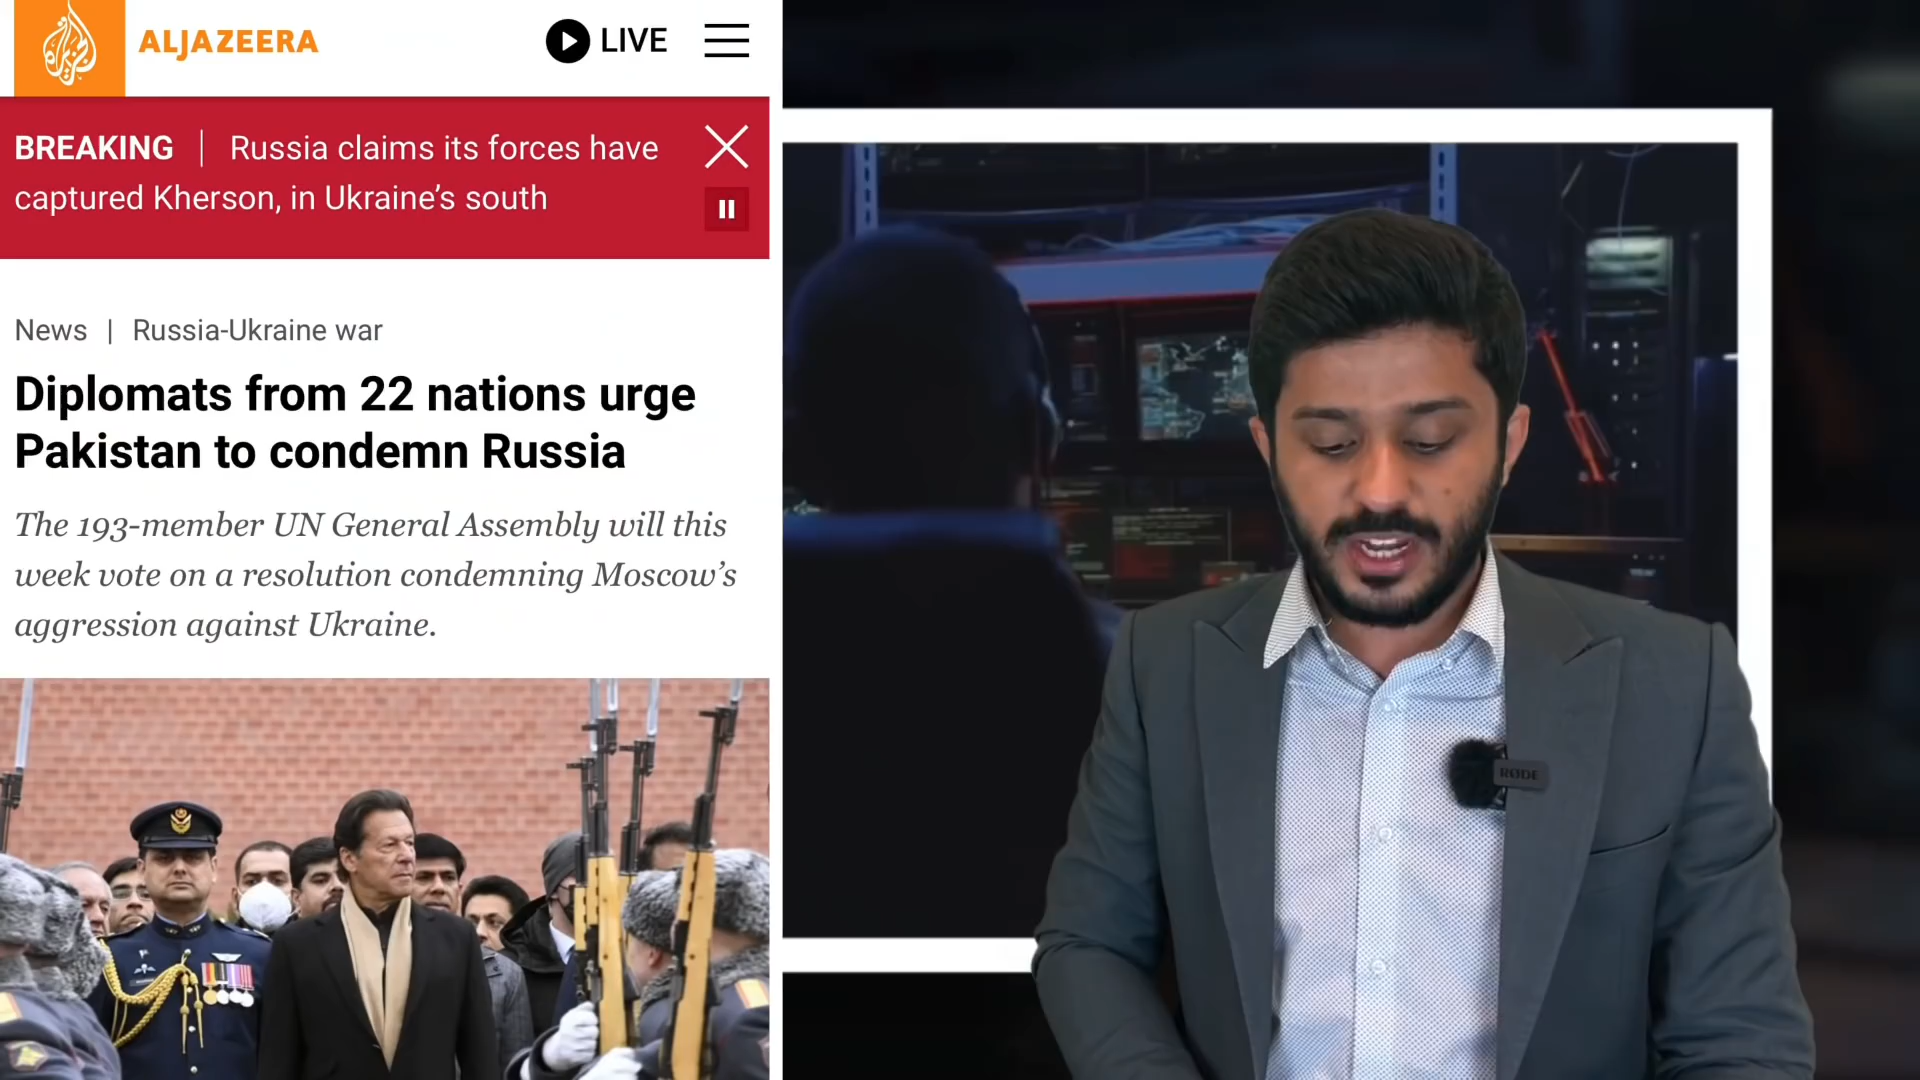 ALJAZEERA
LIVE
BREAKING | Russia claims its forces have
captured Kherson, in Ukraine’s south
News | Russia-Ukraine war
Diplomats from 22 nations urge
Pakistan to condemn Russia
The 193-member UN General Assembly will this
week vote on a resolution condemning Moscow’s
aggression against Ukraine.
RØDE